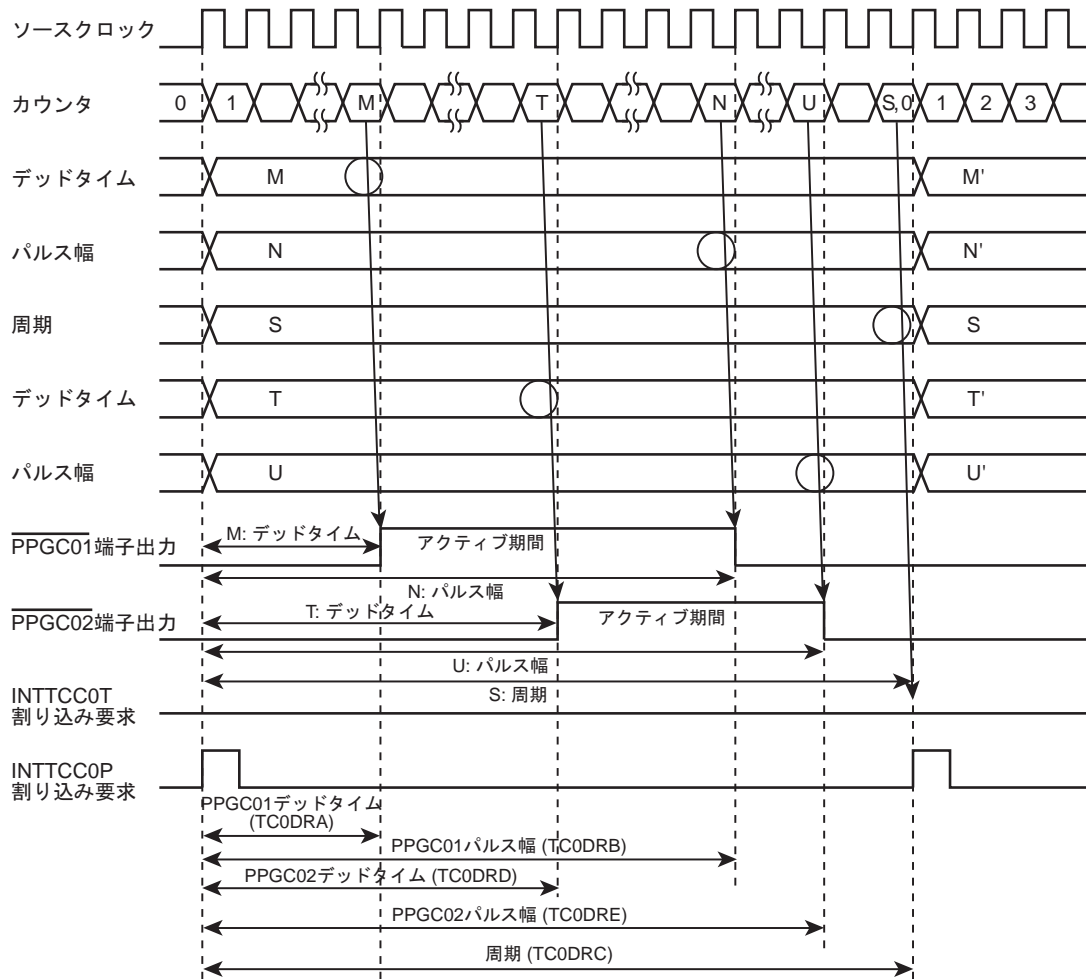 ソースクロック
カウンタ 0 1 M T N U S,0 1 2 3
デッドタイム M M'
パルス幅 N N'
周期 S S
デッドタイム T T'
パルス幅 U U'
PPGC01端子出力 M: デッドタイム アクティブ期間
N: パルス幅
PPGC02端子出力 T: デッドタイム アクティブ期間
U: パルス幅
INTTCC0T
割り込み要求
S: 周期
INTTCC0P
割り込み要求
PPGC01デッドタイム
(TC0DRA)
PPGC01パルス幅 (TC0DRB)
PPGC02デッドタイム (TC0DRD)
PPGC02パルス幅 (TC0DRE)
周期 (TC0DRC)